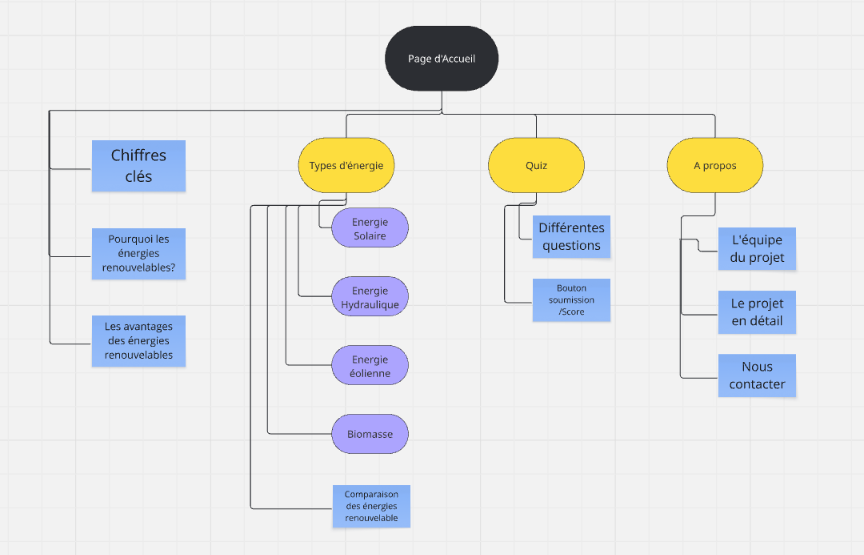 Page d'Accueil
Chiffres
clés
Pourquoi les
énergies
renouvelables?
Les avantages
des énergies
renouvelables
Types d'énergie
Energie
Solaire
Energie
Hydraulique
Energie
éolienne
Biomasse
Comparaison
des énergies
renouvelable
Quiz
Différentes
questions
Bouton
soumission
/Score
A propos
L'équipe
du projet
Le projet
en détail
Nous
contacter